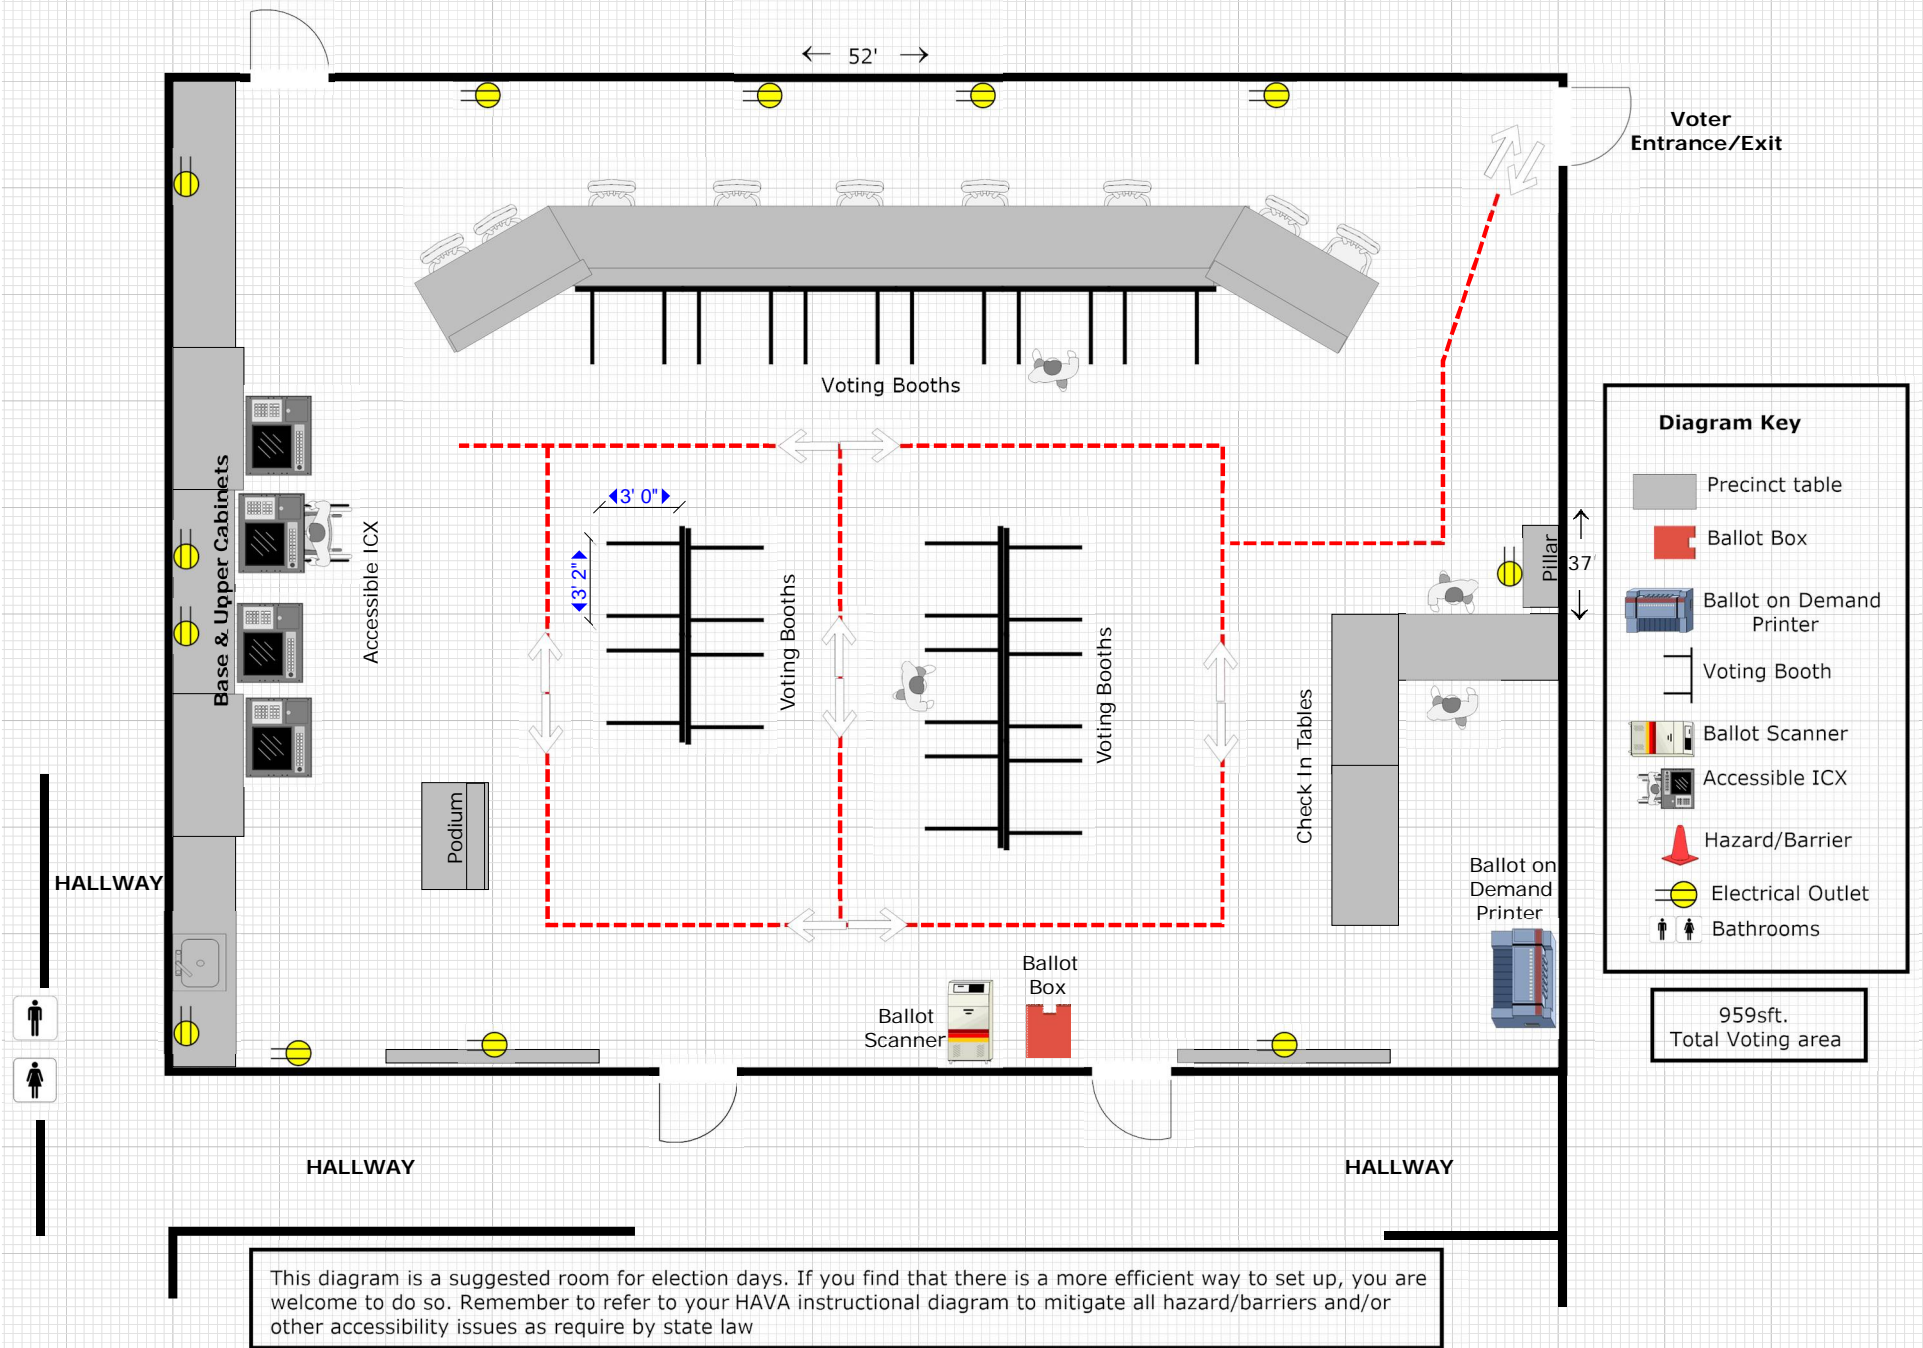 52'
Voter
Entrance/Exit
Voting Booths
Diagram Key
Precinct table
Ballot Box
Ballot on Demand
Printer
Voting Booth
Ballot Scanner
Accessible ICX
Hazard/Barrier
Electrical Outlet
Bathrooms
959sft.
Total Voting area
Base & Upper Cabinets
Accessible ICX
3' 0"
3' 2"
Voting Booths
Voting Booths
Check In Tables
Pillar
37'
Podium
HALLWAY
Ballot on
Demand
Printer
Ballot
Box
Ballot
Scanner
HALLWAY
HALLWAY
This diagram is a suggested room for election days. If you find that there is a more efficient way to set up, you are
welcome to do so. Remember to refer to your HAVA instructional diagram to mitigate all hazard/barriers and/or
other accessibility issues as require by state law